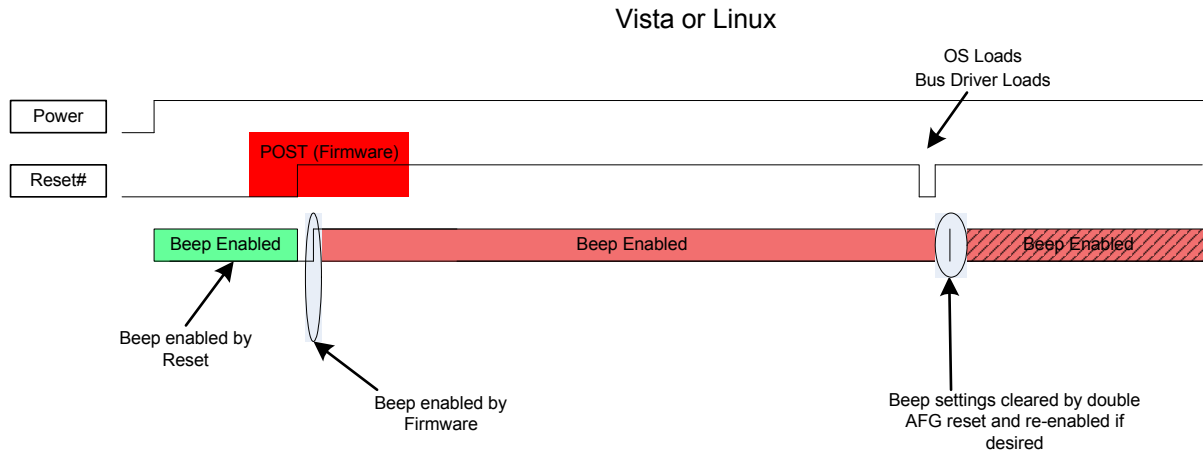 Vista or Linux
OS Loads
Bus Driver Loads
Power
POST (Firmware)
Reset#
Beep Enabled
Beep Enabled
Beep Enabled
Beep enabled by
Reset
Beep enabled by
Firmware
Beep settings cleared by double
AFG reset and re-enabled if
desired